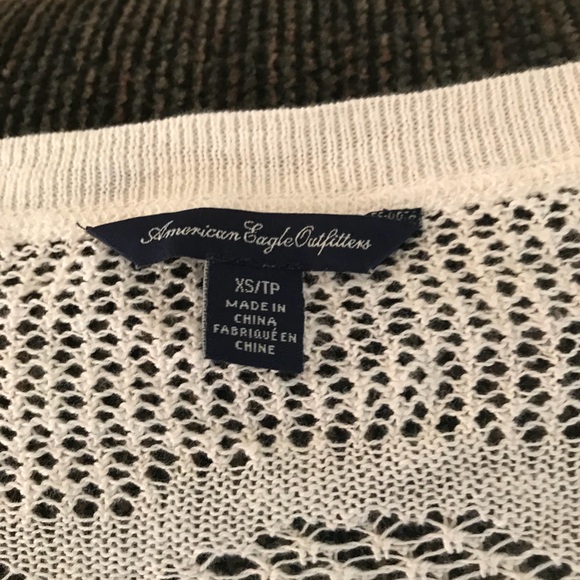 American Eagle Outfitters
XS/TP
MADE IN
CHINA
FABRIQUÉ EN
CHINE